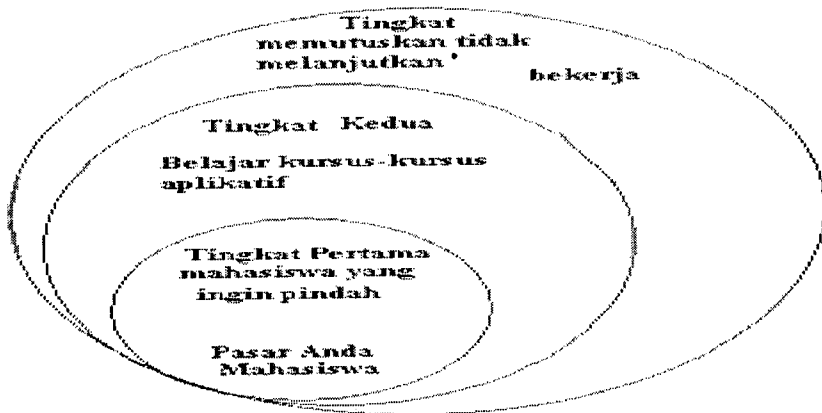 Tingkat
memutuskan tidak
melanjutkan
bekerja
Tingkat Kedua
Belajar kursus-kursus
aplikatif
Tingkat Pertama
mahasiswa yang
ingin pindah
Pasar Anda
Mahasiswa